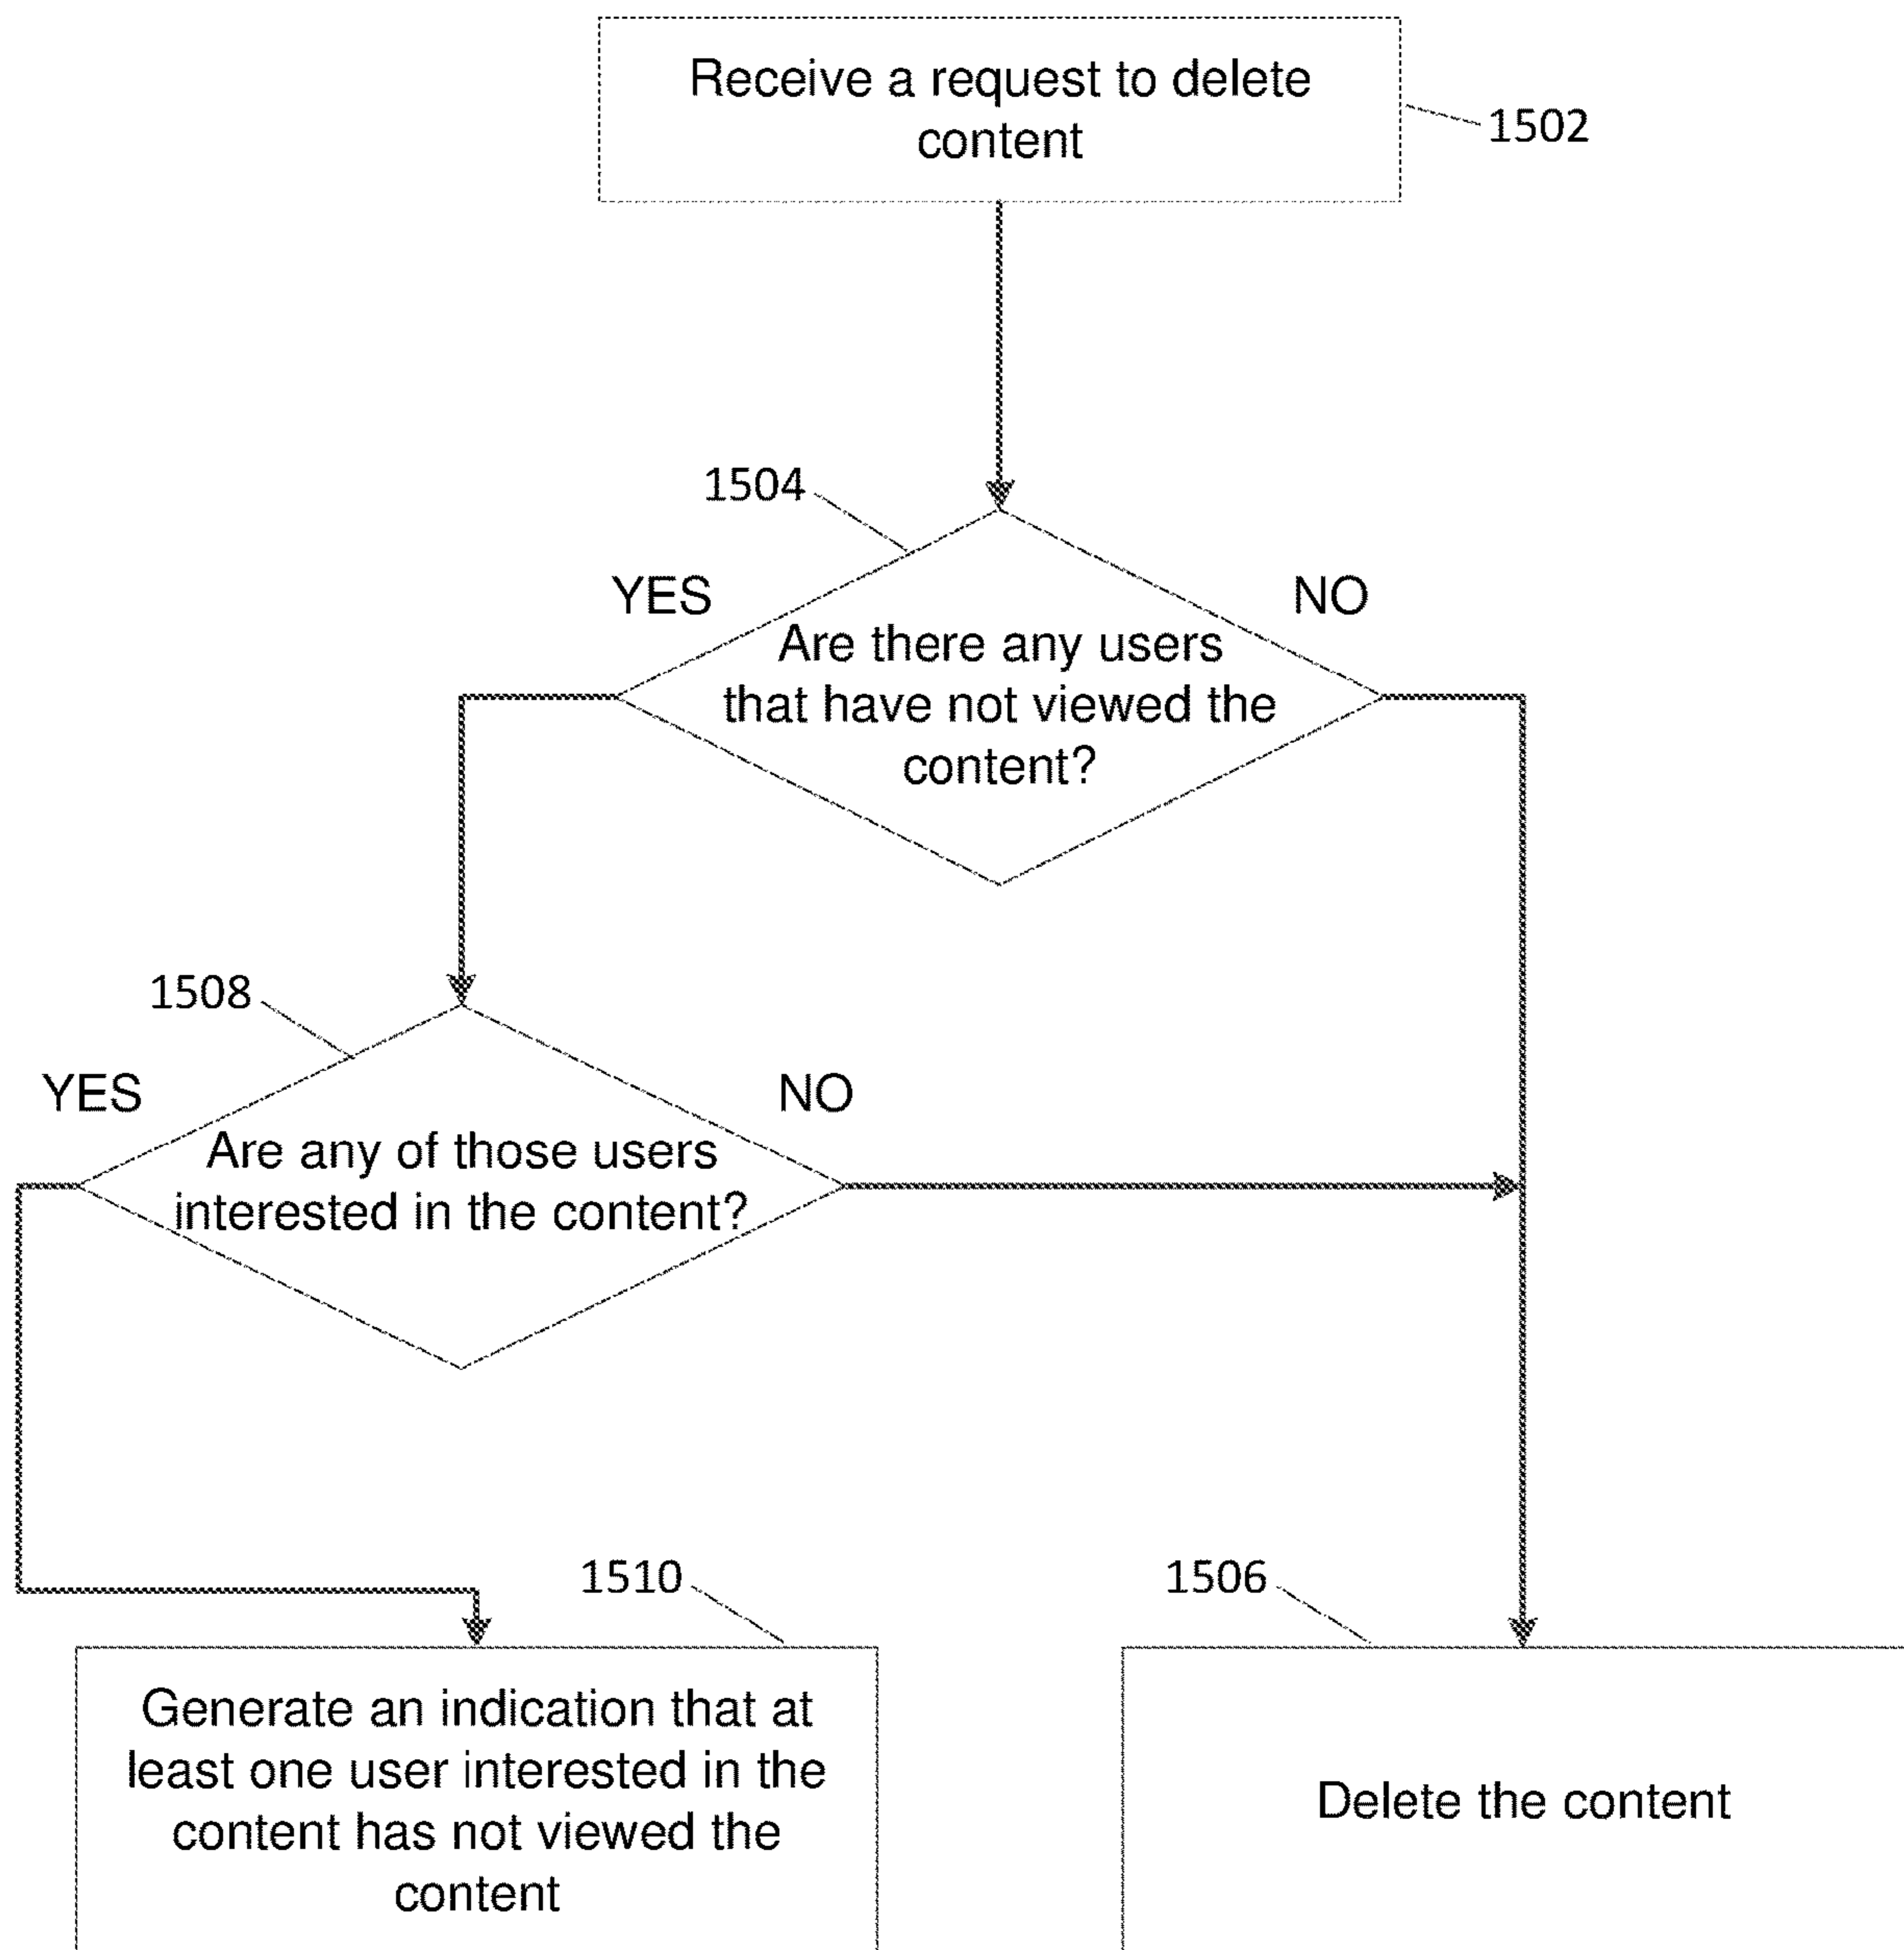 Receive a request to delete
content
1502
1504
YES
NO
Are there any users
that have not viewed the
content?
1508
YES
NO
Are any of those users
interested in the content?
1510
1506
Generate an indication that at
least one user interested in the
content has not viewed the
content
Delete the content